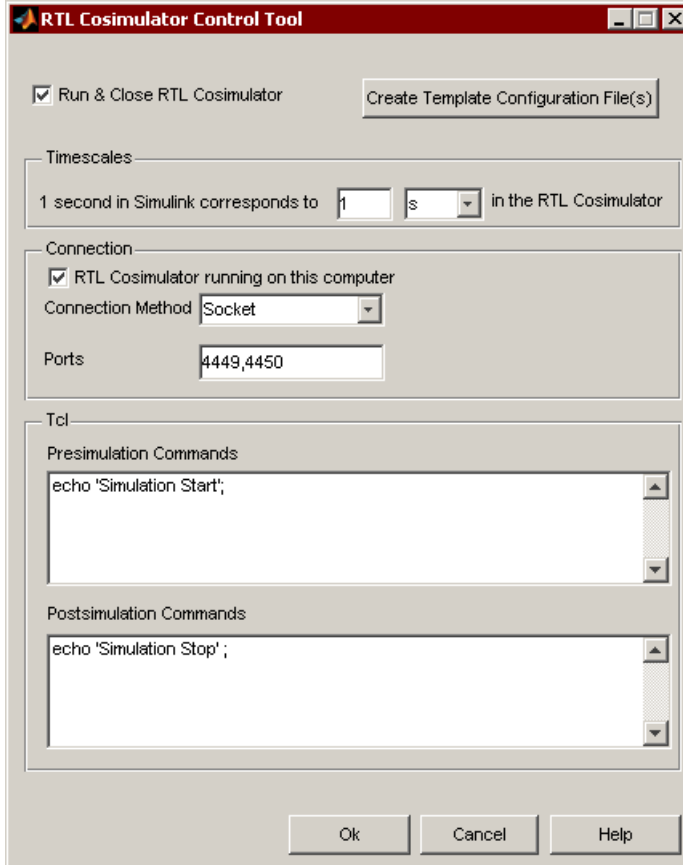 RTL Cosimulator Control Tool
Run & Close RTL Cosimulator
Create Template Configuration File(s)
Timescales
1 second in Simulink corresponds to 1 s in the RTL Cosimulator
Connection
RTL Cosimulator running on this computer
Connection Method Socket
Ports 4449,4450
Tcl
Presimulation Commands
echo 'Simulation Start';
Postsimulation Commands
echo 'Simulation Stop' ;
Ok Cancel Help